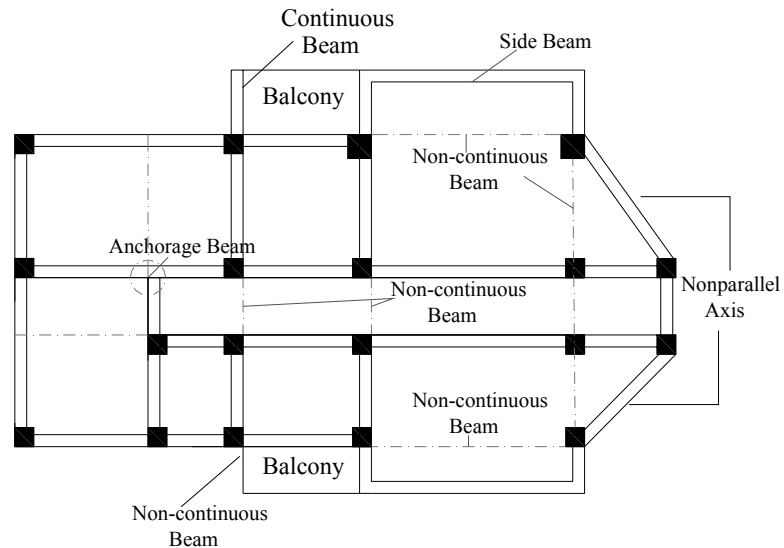 Continuous
Beam
Side Beam
Balcony
Non-continuous
Beam
Anchorage Beam
Non-continuous
Beam
Nonparallel
Axis
Non-continuous
Beam
Balcony
Non-continuous
Beam